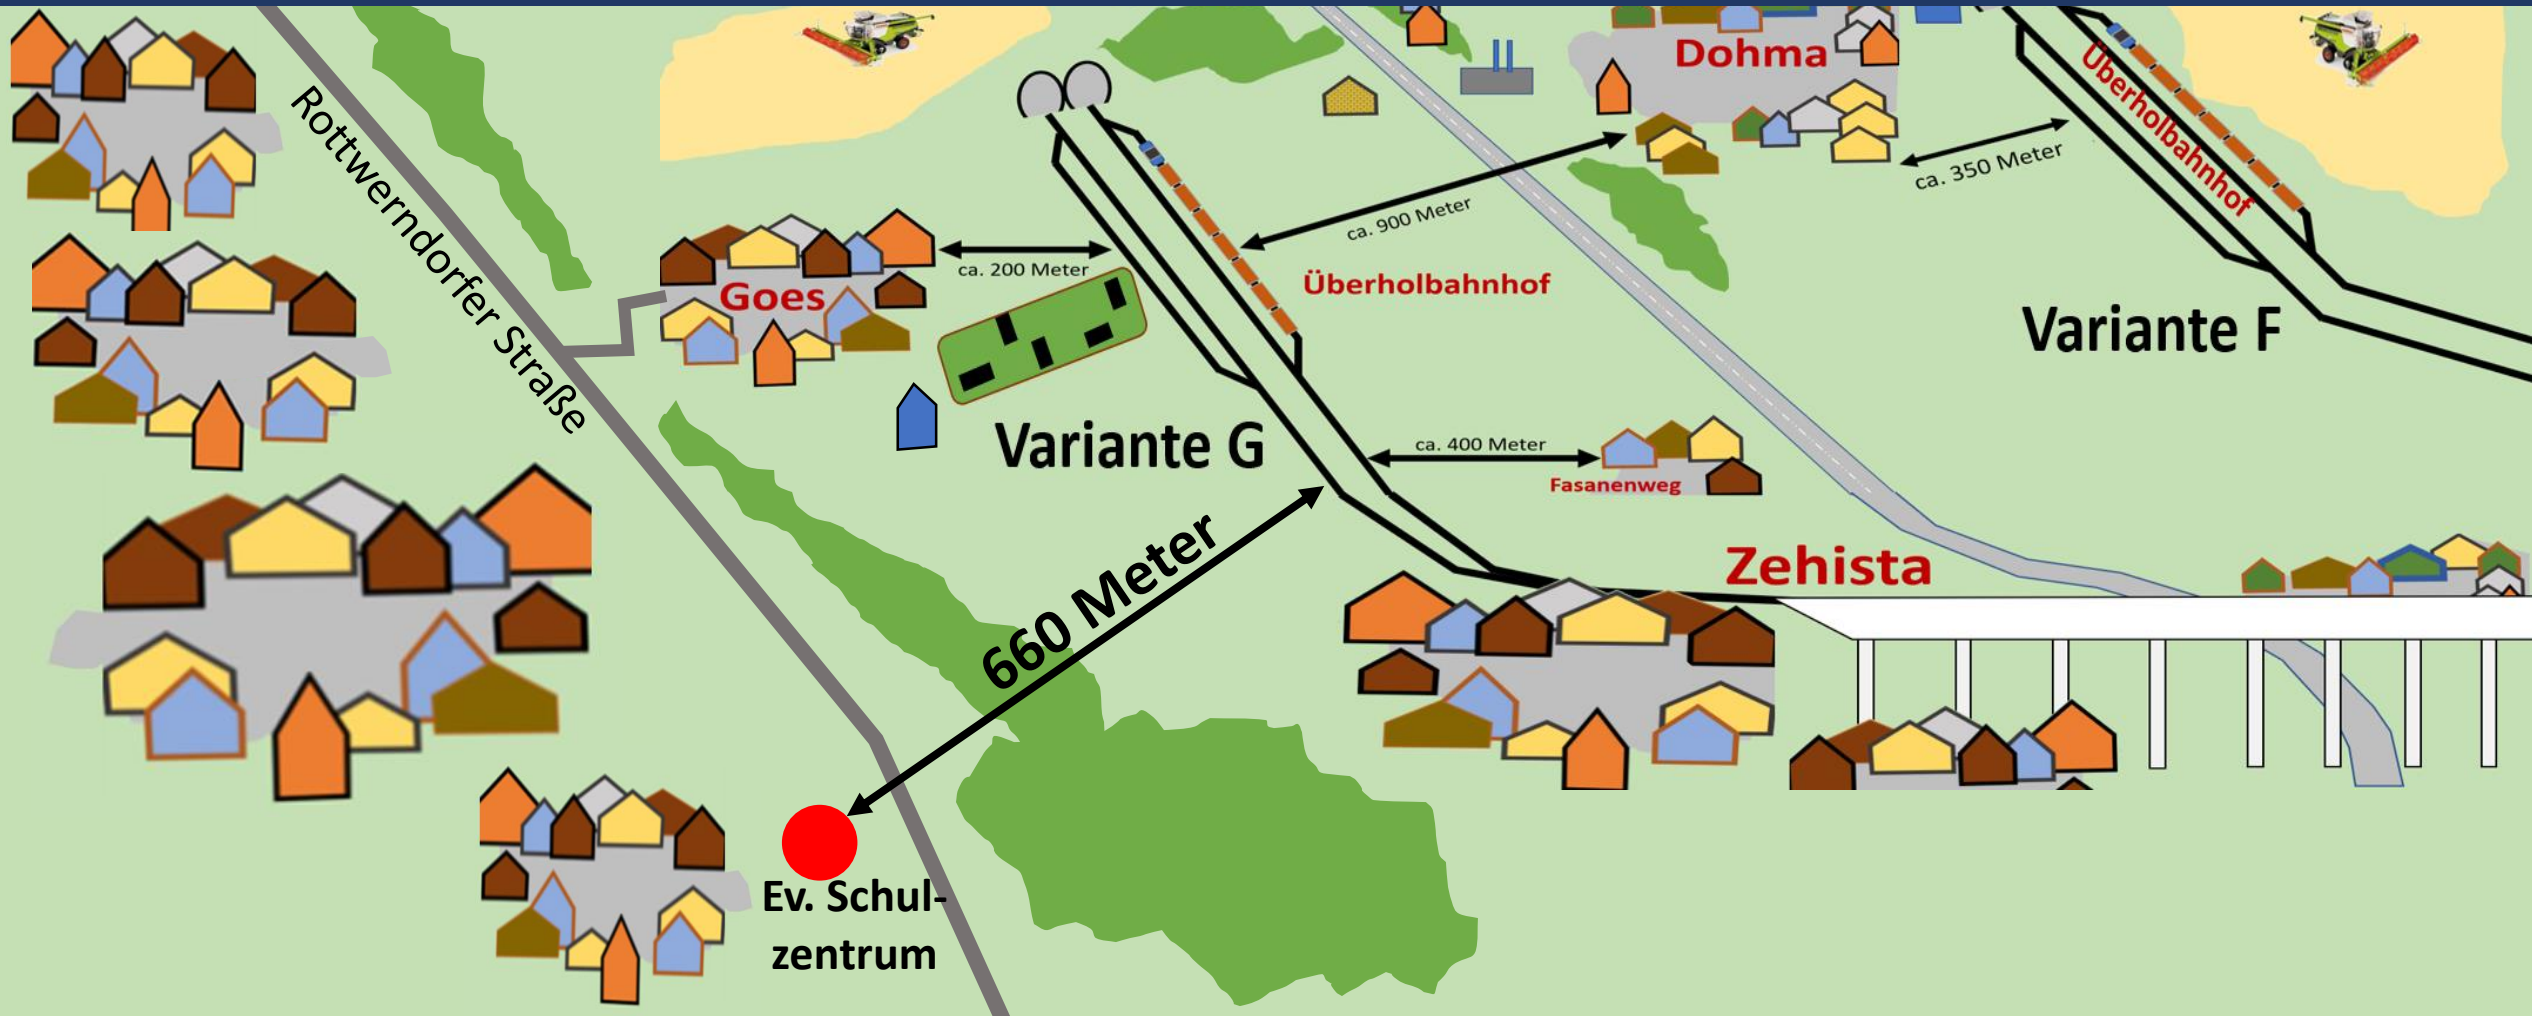 Rottwerndorfer Straße
Dohma
Überholbahnhof
ca. 350 Meter
ca. 900 Meter
ca. 200 Meter
Goes
Überholbahnhof
Variante F
Variante G
ca. 400 Meter
Fasanenweg
660 Meter
Zehista
Ev. Schul-
zentrum